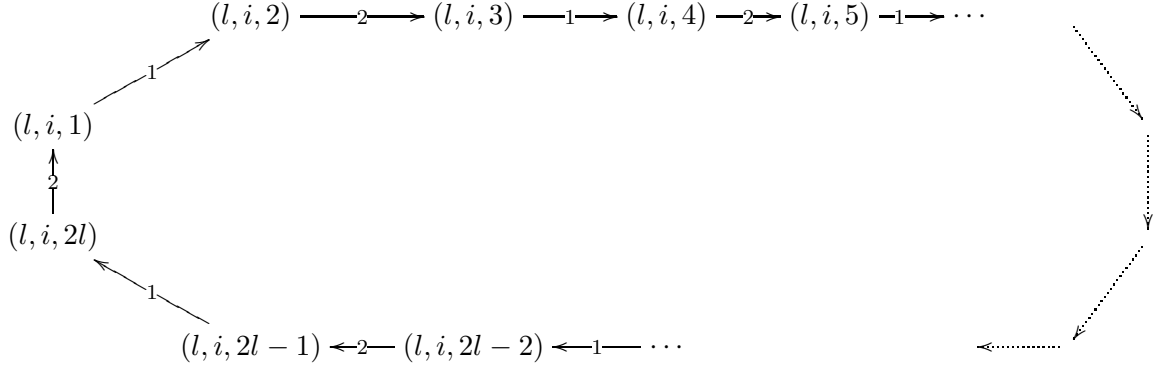 (l, i, 2) 2 (l, i, 3) 1 (l, i, 4) 2 (l, i, 5) 1 ···
1
(l, i, 1)
2
(l, i, 2l)
1
(l, i, 2l − 1) 2 (l, i, 2l − 2) 1 ···